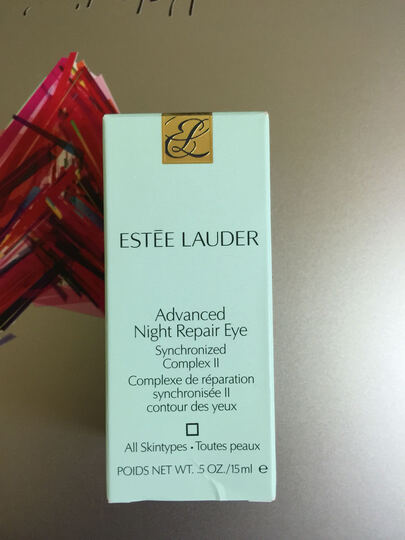 EL
ESTĒE LAUDER
Advanced
Night Repair Eye
Synchronized
Complex II
Complexe de réparation
synchronisée II
contour des yeux
All Skintypes • Toutes peaux
POIDS NET WT. .5 OZ./15ml ℮